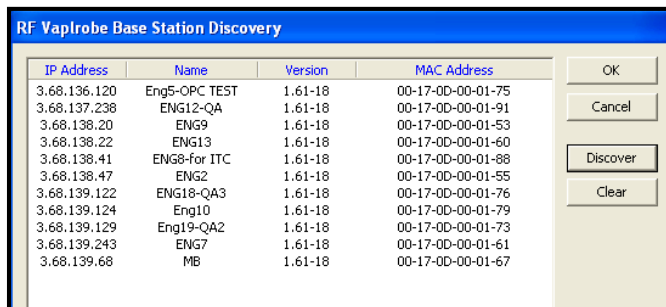 RF VapIrobe Base Station Discovery
IP Address Name Version MAC Address
3.68.136.120 Eng5-OPC TEST 1.61-18 00-17-0D-00-01-75
3.68.137.238 ENG12-QA 1.61-18 00-17-0D-00-01-91
3.68.138.20 ENG9 1.61-18 00-17-0D-00-01-53
3.68.138.22 ENG13 1.61-18 00-17-0D-00-01-60
3.68.138.41 ENG8-for ITC 1.61-18 00-17-0D-00-01-88
3.68.138.47 ENG2 1.61-18 00-17-0D-00-01-55
3.68.139.122 ENG18-QA3 1.61-18 00-17-0D-00-01-76
3.68.139.124 Eng10 1.61-18 00-17-0D-00-01-79
3.68.139.129 Eng19-QA2 1.61-18 00-17-0D-00-01-73
3.68.139.243 ENG7 1.61-18 00-17-0D-00-01-61
3.68.139.68 MB 1.61-18 00-17-0D-00-01-67
OK
Cancel
Discover
Clear